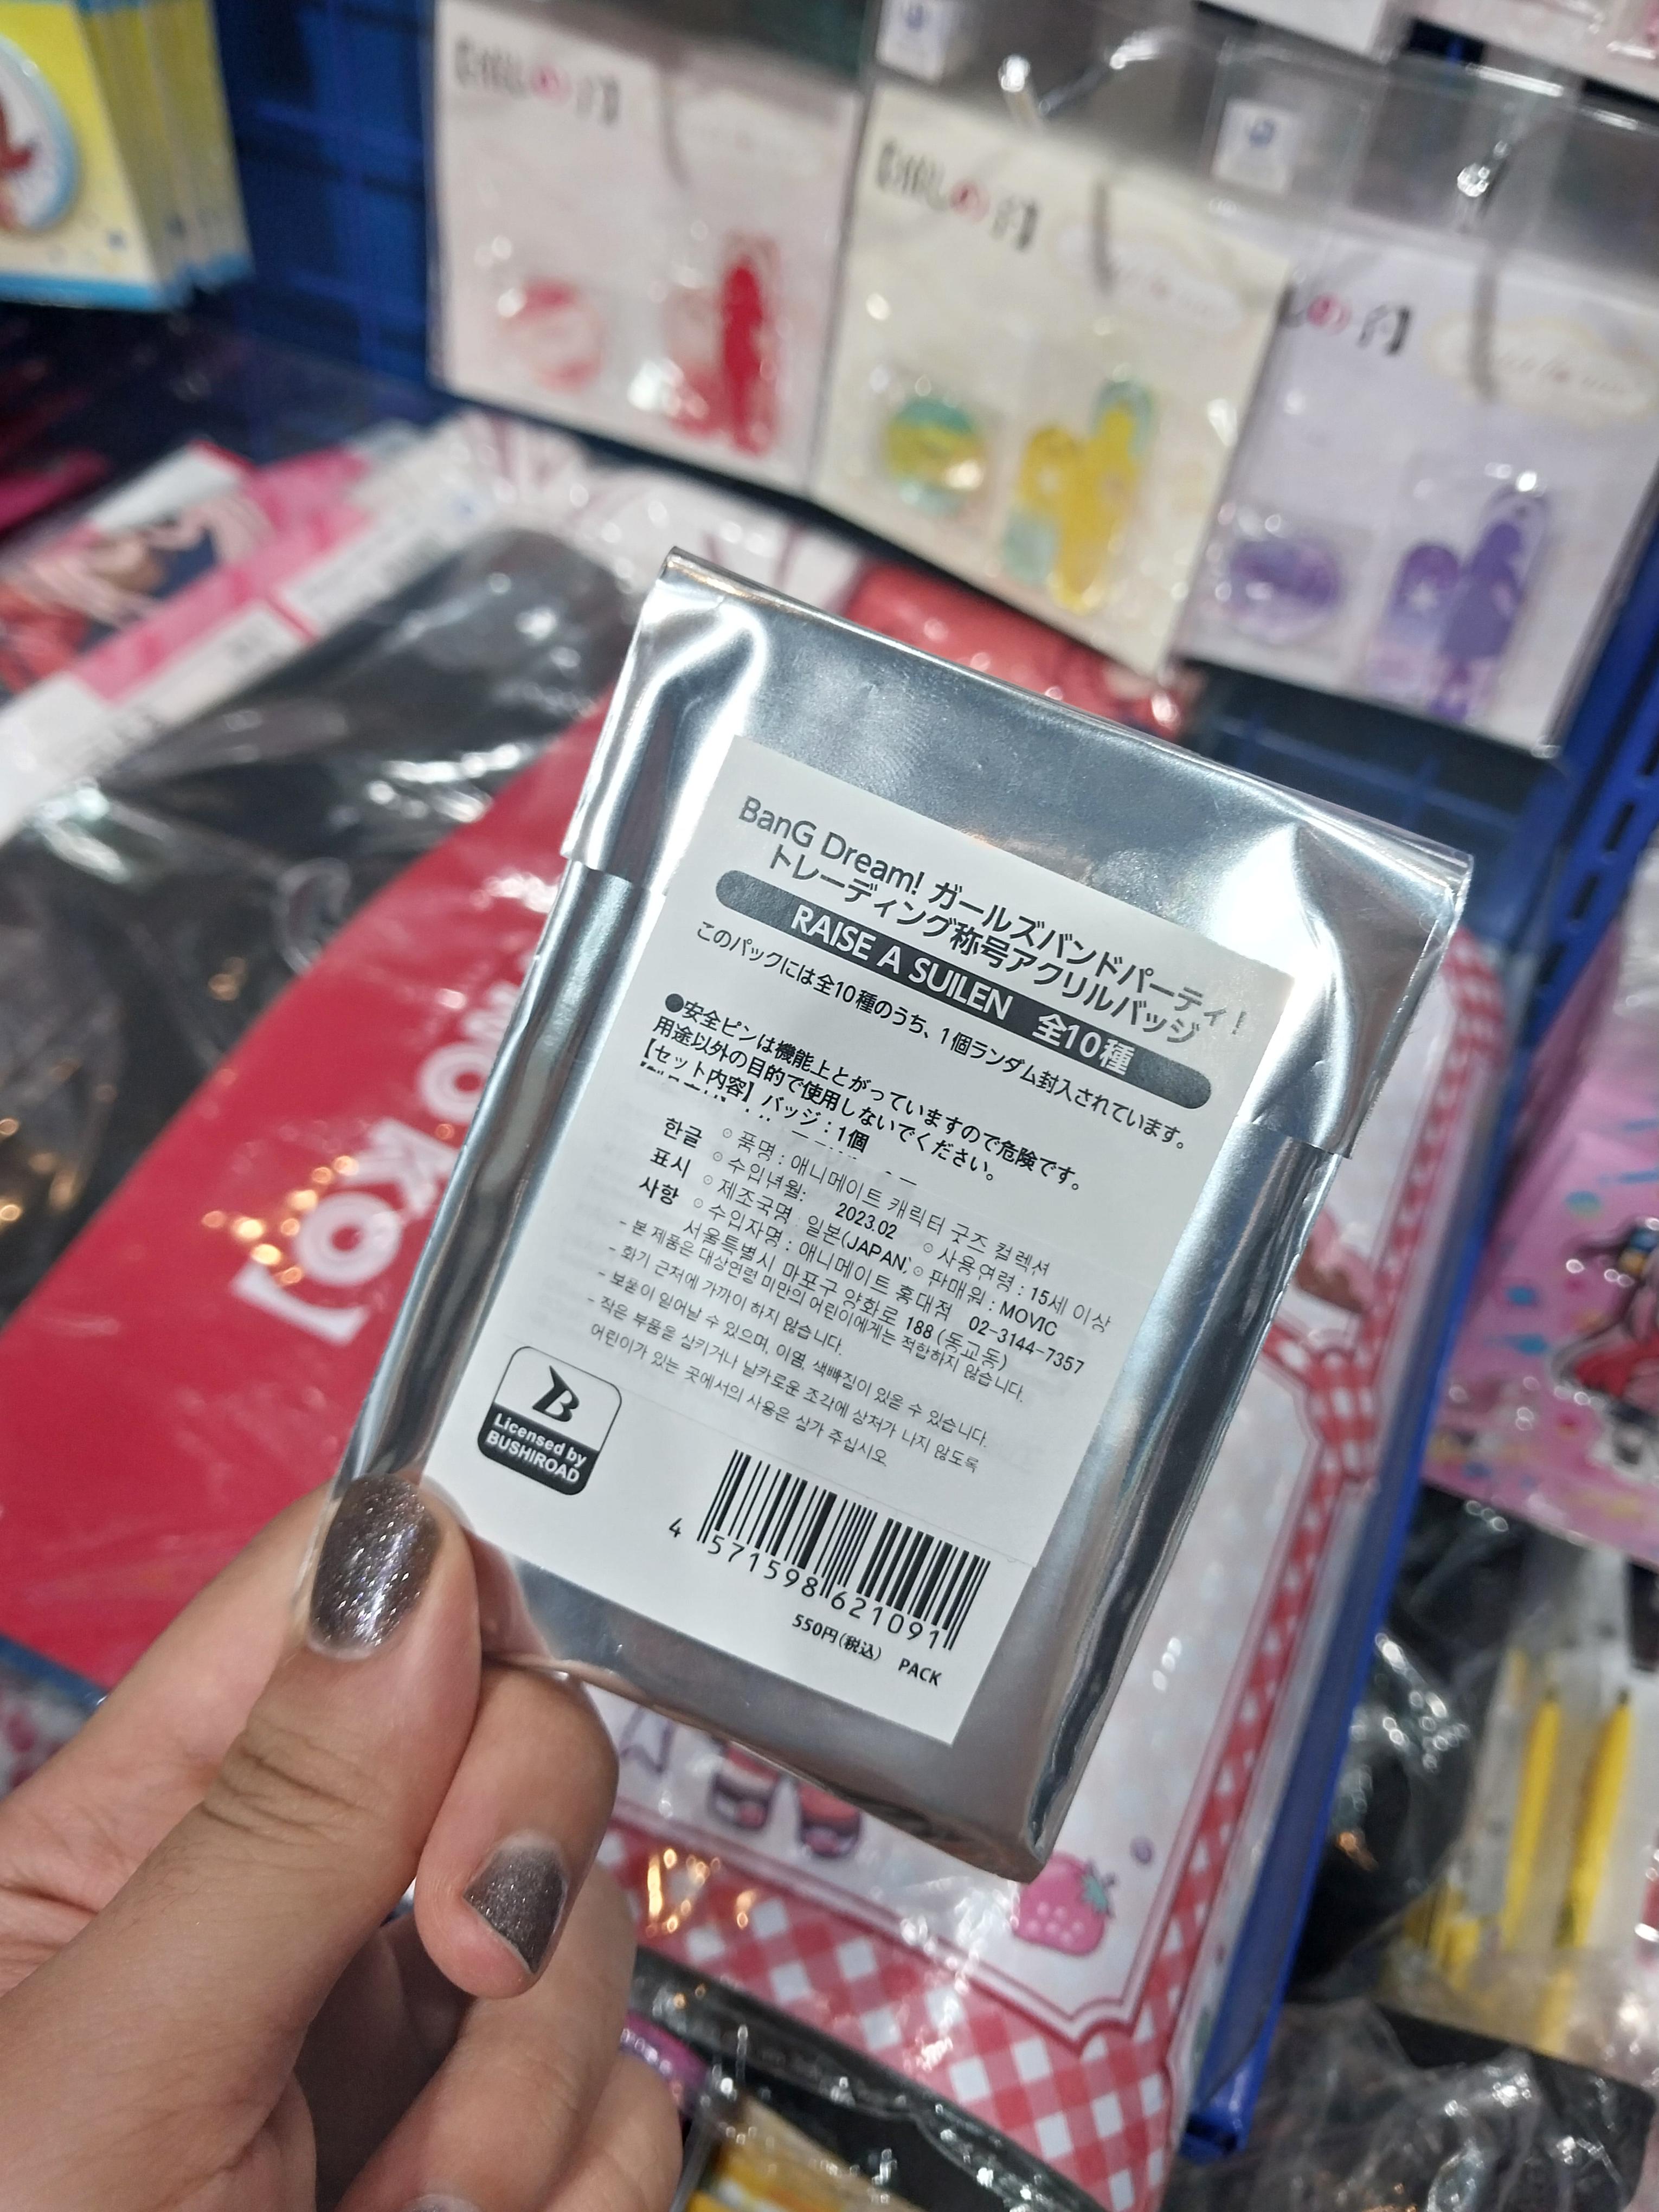 BanG Dream! ガールズバンドパーティ！
トレーディング称号アクリルバッジ
RAISE A SUILEN 全10種
このパックには全10種のうち、1個ランダム封入されています。
●安全ピンは機能上とがっていますので危険です。
用途以外の目的で使用しないでください。
【セット内容】バッジ：1個
한글 표시 사항
◎ 품명 : 애니메이트 캐릭터 굿즈 컬렉션
◎ 수입년월: 2023.02 ◎ 사용연령 : 15세 이상
◎ 제조국명 : 일본(JAPAN) ◎ 판매원 : MOVIC
◎ 수입자명 : 애니메이트 홍대점 02-3144-7357
서울특별시 마포구 양화로 188 (동교동)
- 본 제품은 대상연령 미만의 어린이에게는 적합하지 않습니다.
- 화기 근처에 가까이 하지 않습니다.
- 보풀이 일어날 수 있으며, 이염, 색빠짐이 있을 수 있습니다.
- 작은 부품을 삼키거나 날카로운 조각에 상처가 나지 않도록
어린이가 있는 곳에서의 사용은 삼가 주십시오
Licensed by
BUSHIROAD
4 571598 621091
550円(税込) PACK
KO】